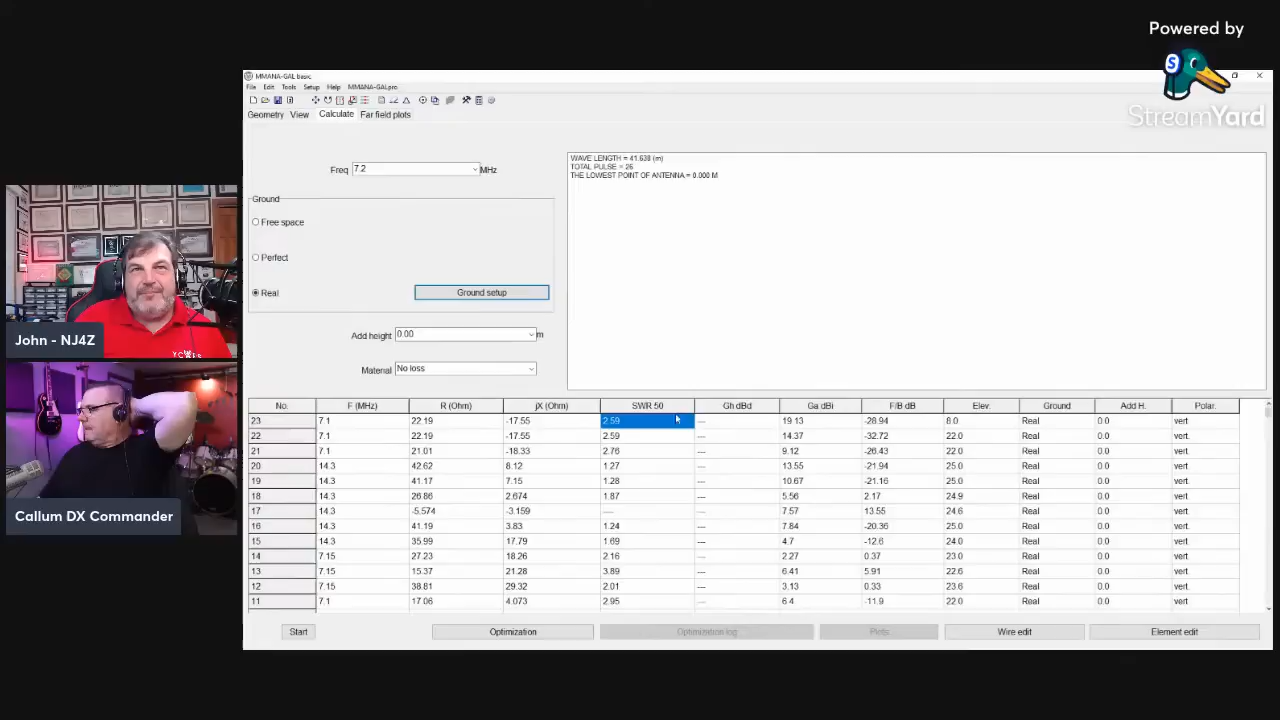 Powered by
StreamYard
MMANA-GAL basic
File Edit Tools Setup Help MMANA-GALpro
Geometry View Calculate Far field plots
Freq 7.2 MHz
WAVE LENGTH = 41.638 (m)
TOTAL PULSE = 26
THE LOWEST POINT OF ANTENNA = 0.000 M
Ground
Free space
Perfect
Real Ground setup
Add height 0.00 m
Material No loss
John - NJ4Z
Callum DX Commander
No. F (MHz) R (Ohm) jX (Ohm) SWR 50 Gh dBd Ga dBi F/B dB Elev. Ground Add H. Polar.
23 7.1 22.19 -17.55 2.59 --- 19.13 -28.94 8.0 Real 0.0 vert.
22 7.1 22.19 -17.55 2.59 --- 14.37 -32.72 22.0 Real 0.0 vert.
21 7.1 21.01 -18.33 2.76 --- 9.12 -26.43 22.0 Real 0.0 vert.
20 14.3 42.62 8.12 1.27 --- 13.55 -21.94 25.0 Real 0.0 vert.
19 14.3 41.17 7.15 1.28 --- 10.67 -21.16 25.0 Real 0.0 vert.
18 14.3 26.86 2.674 1.87 --- 5.56 2.17 24.9 Real 0.0 vert.
17 14.3 -5.574 -3.159 ---- --- 7.57 13.55 24.6 Real 0.0 vert.
16 14.3 41.19 3.83 1.24 --- 7.84 -20.36 25.0 Real 0.0 vert.
15 14.3 35.99 17.79 1.69 --- 4.7 -12.6 24.0 Real 0.0 vert.
14 7.15 27.23 18.26 2.16 --- 2.27 0.37 23.0 Real 0.0 vert.
13 7.15 15.37 21.28 3.89 --- 6.41 5.91 22.6 Real 0.0 vert.
12 7.15 38.81 29.32 2.01 --- 3.13 0.33 23.6 Real 0.0 vert.
11 7.1 17.06 4.073 2.95 --- 6.4 -11.9 22.0 Real 0.0 vert.
Start Optimization Optimization log Plots Wire edit Element edit